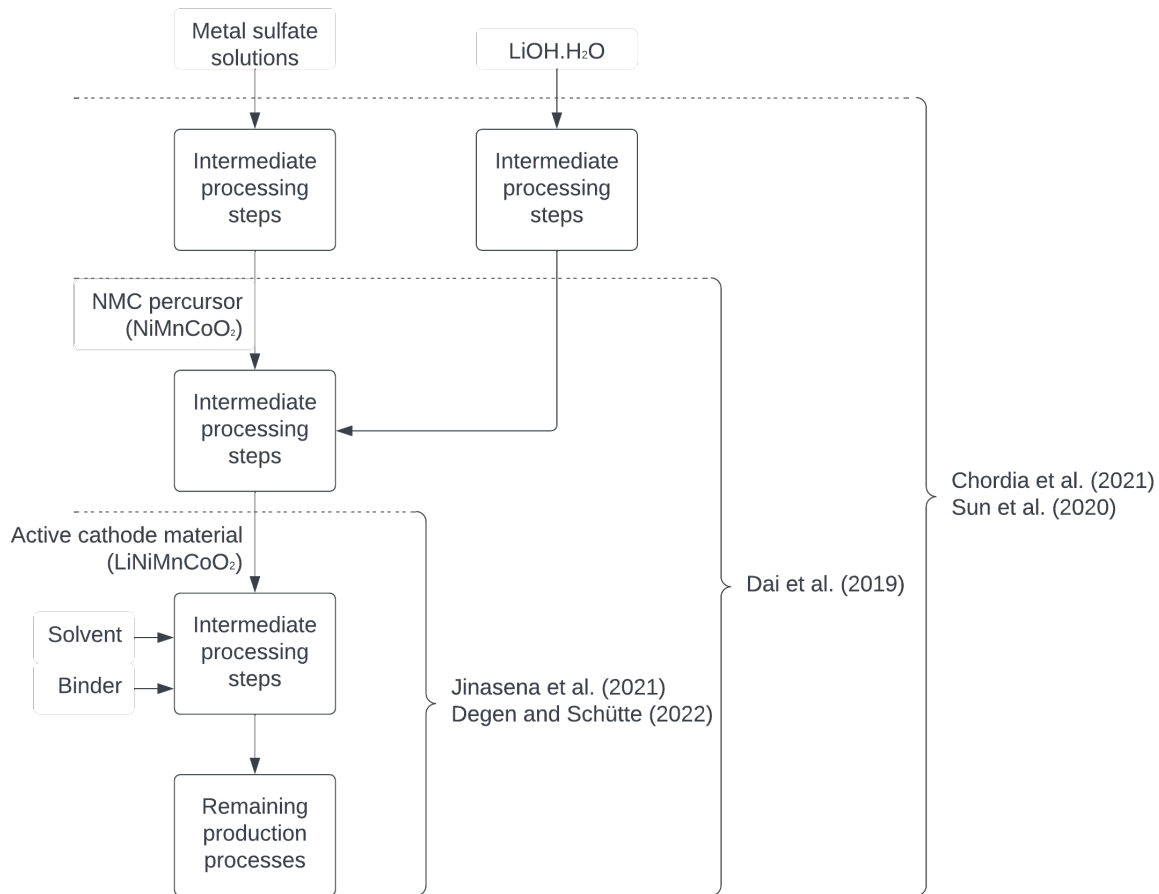 Metal sulfate
solutions
LiOH.H₂O
Intermediate
processing
steps
Intermediate
processing
steps
NMC percursor
(NiMnCoO₂)
Intermediate
processing
steps
Chordia et al. (2021)
Sun et al. (2020)
Active cathode material
(LiNiMnCoO₂)
Dai et al. (2019)
Solvent
Binder
Intermediate
processing
steps
Jinasena et al. (2021)
Degen and Schütte (2022)
Remaining
production
processes